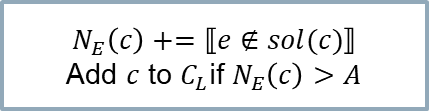 N_E(c) += ⟦e ∉ sol(c)⟧
Add c to C_L if N_E(c) > A